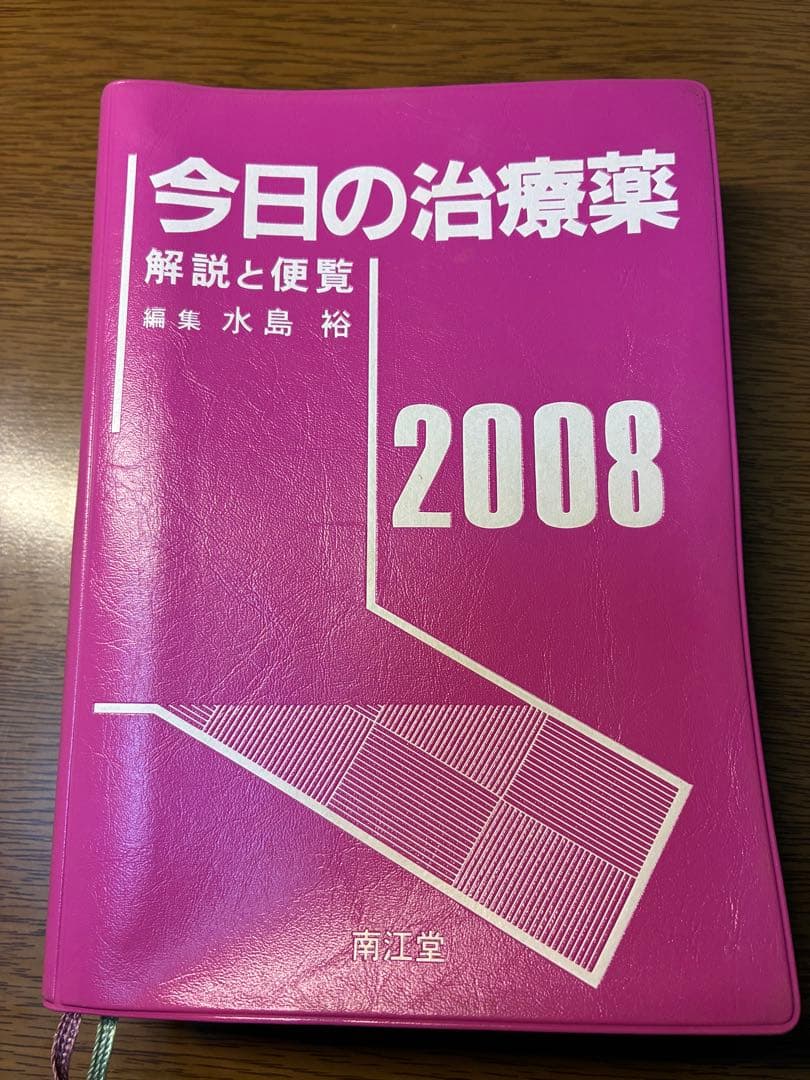 今日の治療薬
解説と便覧
編集 水島 裕
2008
南江堂